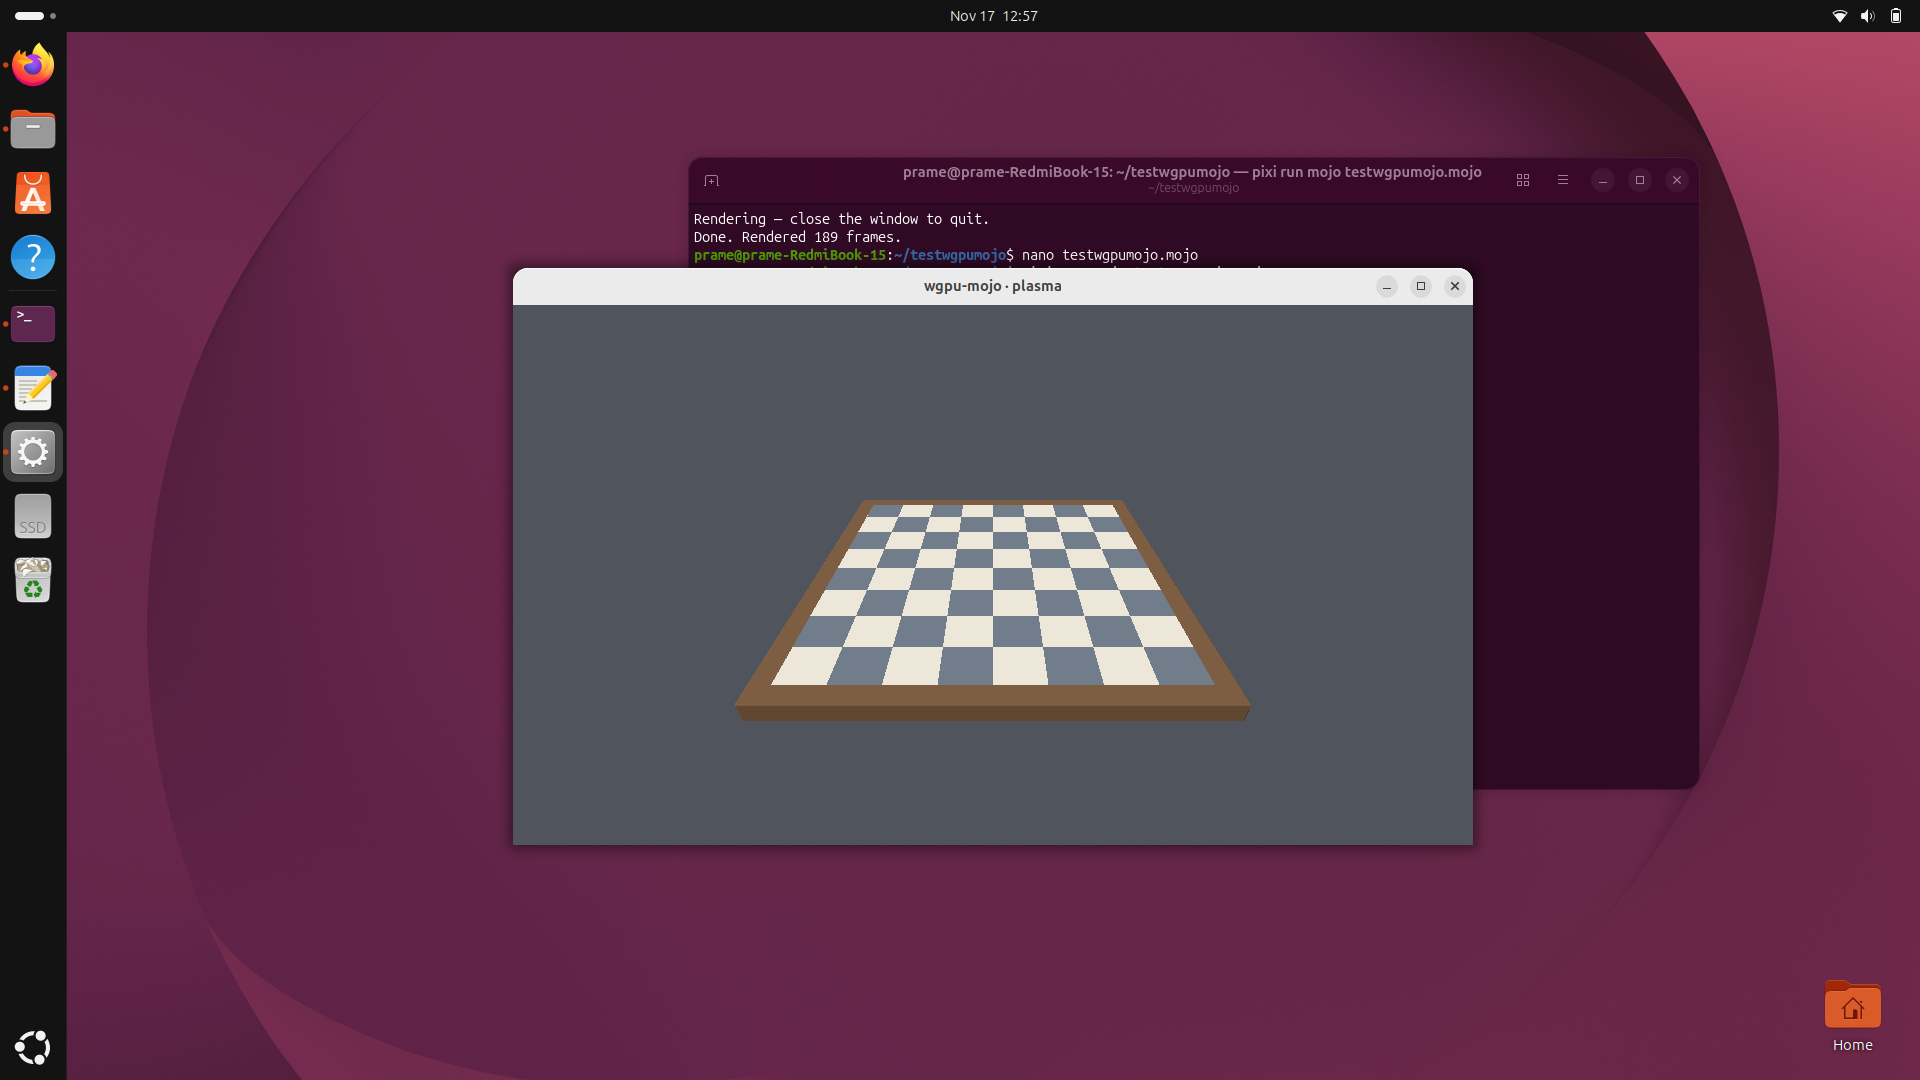 Nov 17 12:57
prame@prame-RedmiBook-15: ~/testwgpumojo — pixi run mojo testwgpumojo.mojo
~/testwgpumojo
Rendering — close the window to quit.
Done. Rendered 189 frames.
prame@prame-RedmiBook-15:~/testwgpumojo$ nano testwgpumojo.mojo
wgpu-mojo · plasma
>_
SSD
Home